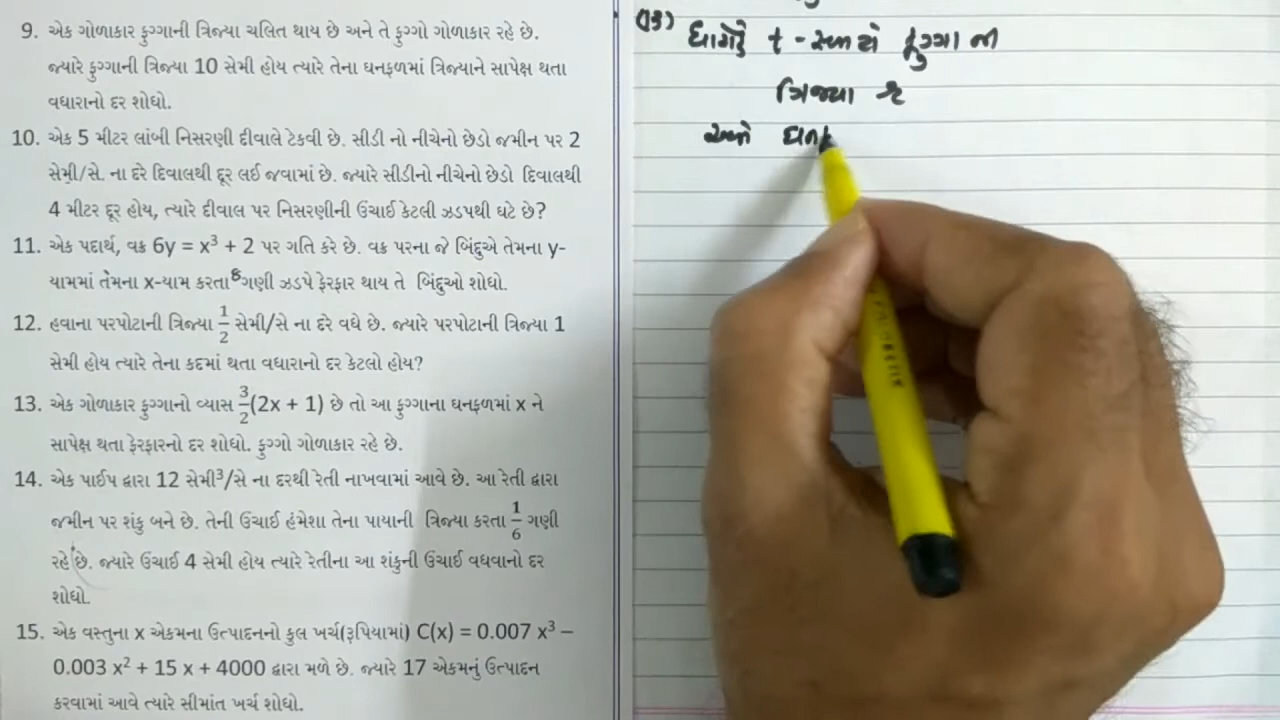 9. એક ગોળાકાર ફુગ્ગાની ત્રિજ્યા ચલિત થાય છે અને તે ફુગ્ગો ગોળાકાર રહે છે.
જ્યારે ફુગ્ગાની ત્રિજ્યા 10 સેમી હોય ત્યારે તેના ઘનફળમાં ત્રિજ્યાને સાપેક્ષ થતા
વધારાનો દર શોધો.
10. એક 5 મીટર લાંબી નિસરણી દીવાલે ટેકવી છે. સીડી નો નીચેનો છેડો જમીન પર 2
સેમી/સે. ના દરે દિવાલથી દૂર લઈ જવામાં છે. જ્યારે સીડીનો નીચેનો છેડો દિવાલથી
4 મીટર દૂર હોય, ત્યારે દીવાલ પર નિસરણીની ઉંચાઈ કેટલી ઝડપથી ઘટે છે?
11. એક પદાર્થ, વક્ર 6y = x³ + 2 પર ગતિ કરે છે. વક્ર પરના જે બિંદુએ તેમના y-
યામમાં તેમના x-યામ કરતા 8 ગણી ઝડપે ફેરફાર થાય તે બિંદુઓ શોધો.
12. હવાના પરપોટાની ત્રિજ્યા 1/2 સેમી/સે ના દરે વધે છે. જ્યારે પરપોટાની ત્રિજ્યા 1
સેમી હોય ત્યારે તેના કદમાં થતા વધારાનો દર કેટલો હોય?
13. એક ગોળાકાર ફુગ્ગાનો વ્યાસ 3/2(2x + 1) છે તો આ ફુગ્ગાના ઘનફળમાં x ને
સાપેક્ષ થતા ફેરફારનો દર શોધો. ફુગ્ગો ગોળાકાર રહે છે.
14. એક પાઈપ દ્વારા 12 સેમી³/સે ના દરથી રેતી નાખવામાં આવે છે. આ રેતી દ્વારા
જમીન પર શંકુ બને છે. તેની ઉંચાઈ હંમેશા તેના પાયાની ત્રિજ્યા કરતા 1/6 ગણી
રહે છે. જ્યારે ઉંચાઈ 4 સેમી હોય ત્યારે રેતીના આ શંકુની ઉંચાઈ વધવાનો દર
શોધો.
15. એક વસ્તુના x એકમના ઉત્પાદનનો કુલ ખર્ચ(રૂપિયામાં) C(x) = 0.007 x³ –
0.003 x² + 15 x + 4000 દ્વારા મળે છે. જ્યારે 17 એકમનું ઉત્પાદન
કરવામાં આવે ત્યારે સીમાંત ખર્ચ શોધો.
(13) ધારોકે t - સમયે ફુગ્ગા ની
ત્રિજ્યા r
અને ઘન